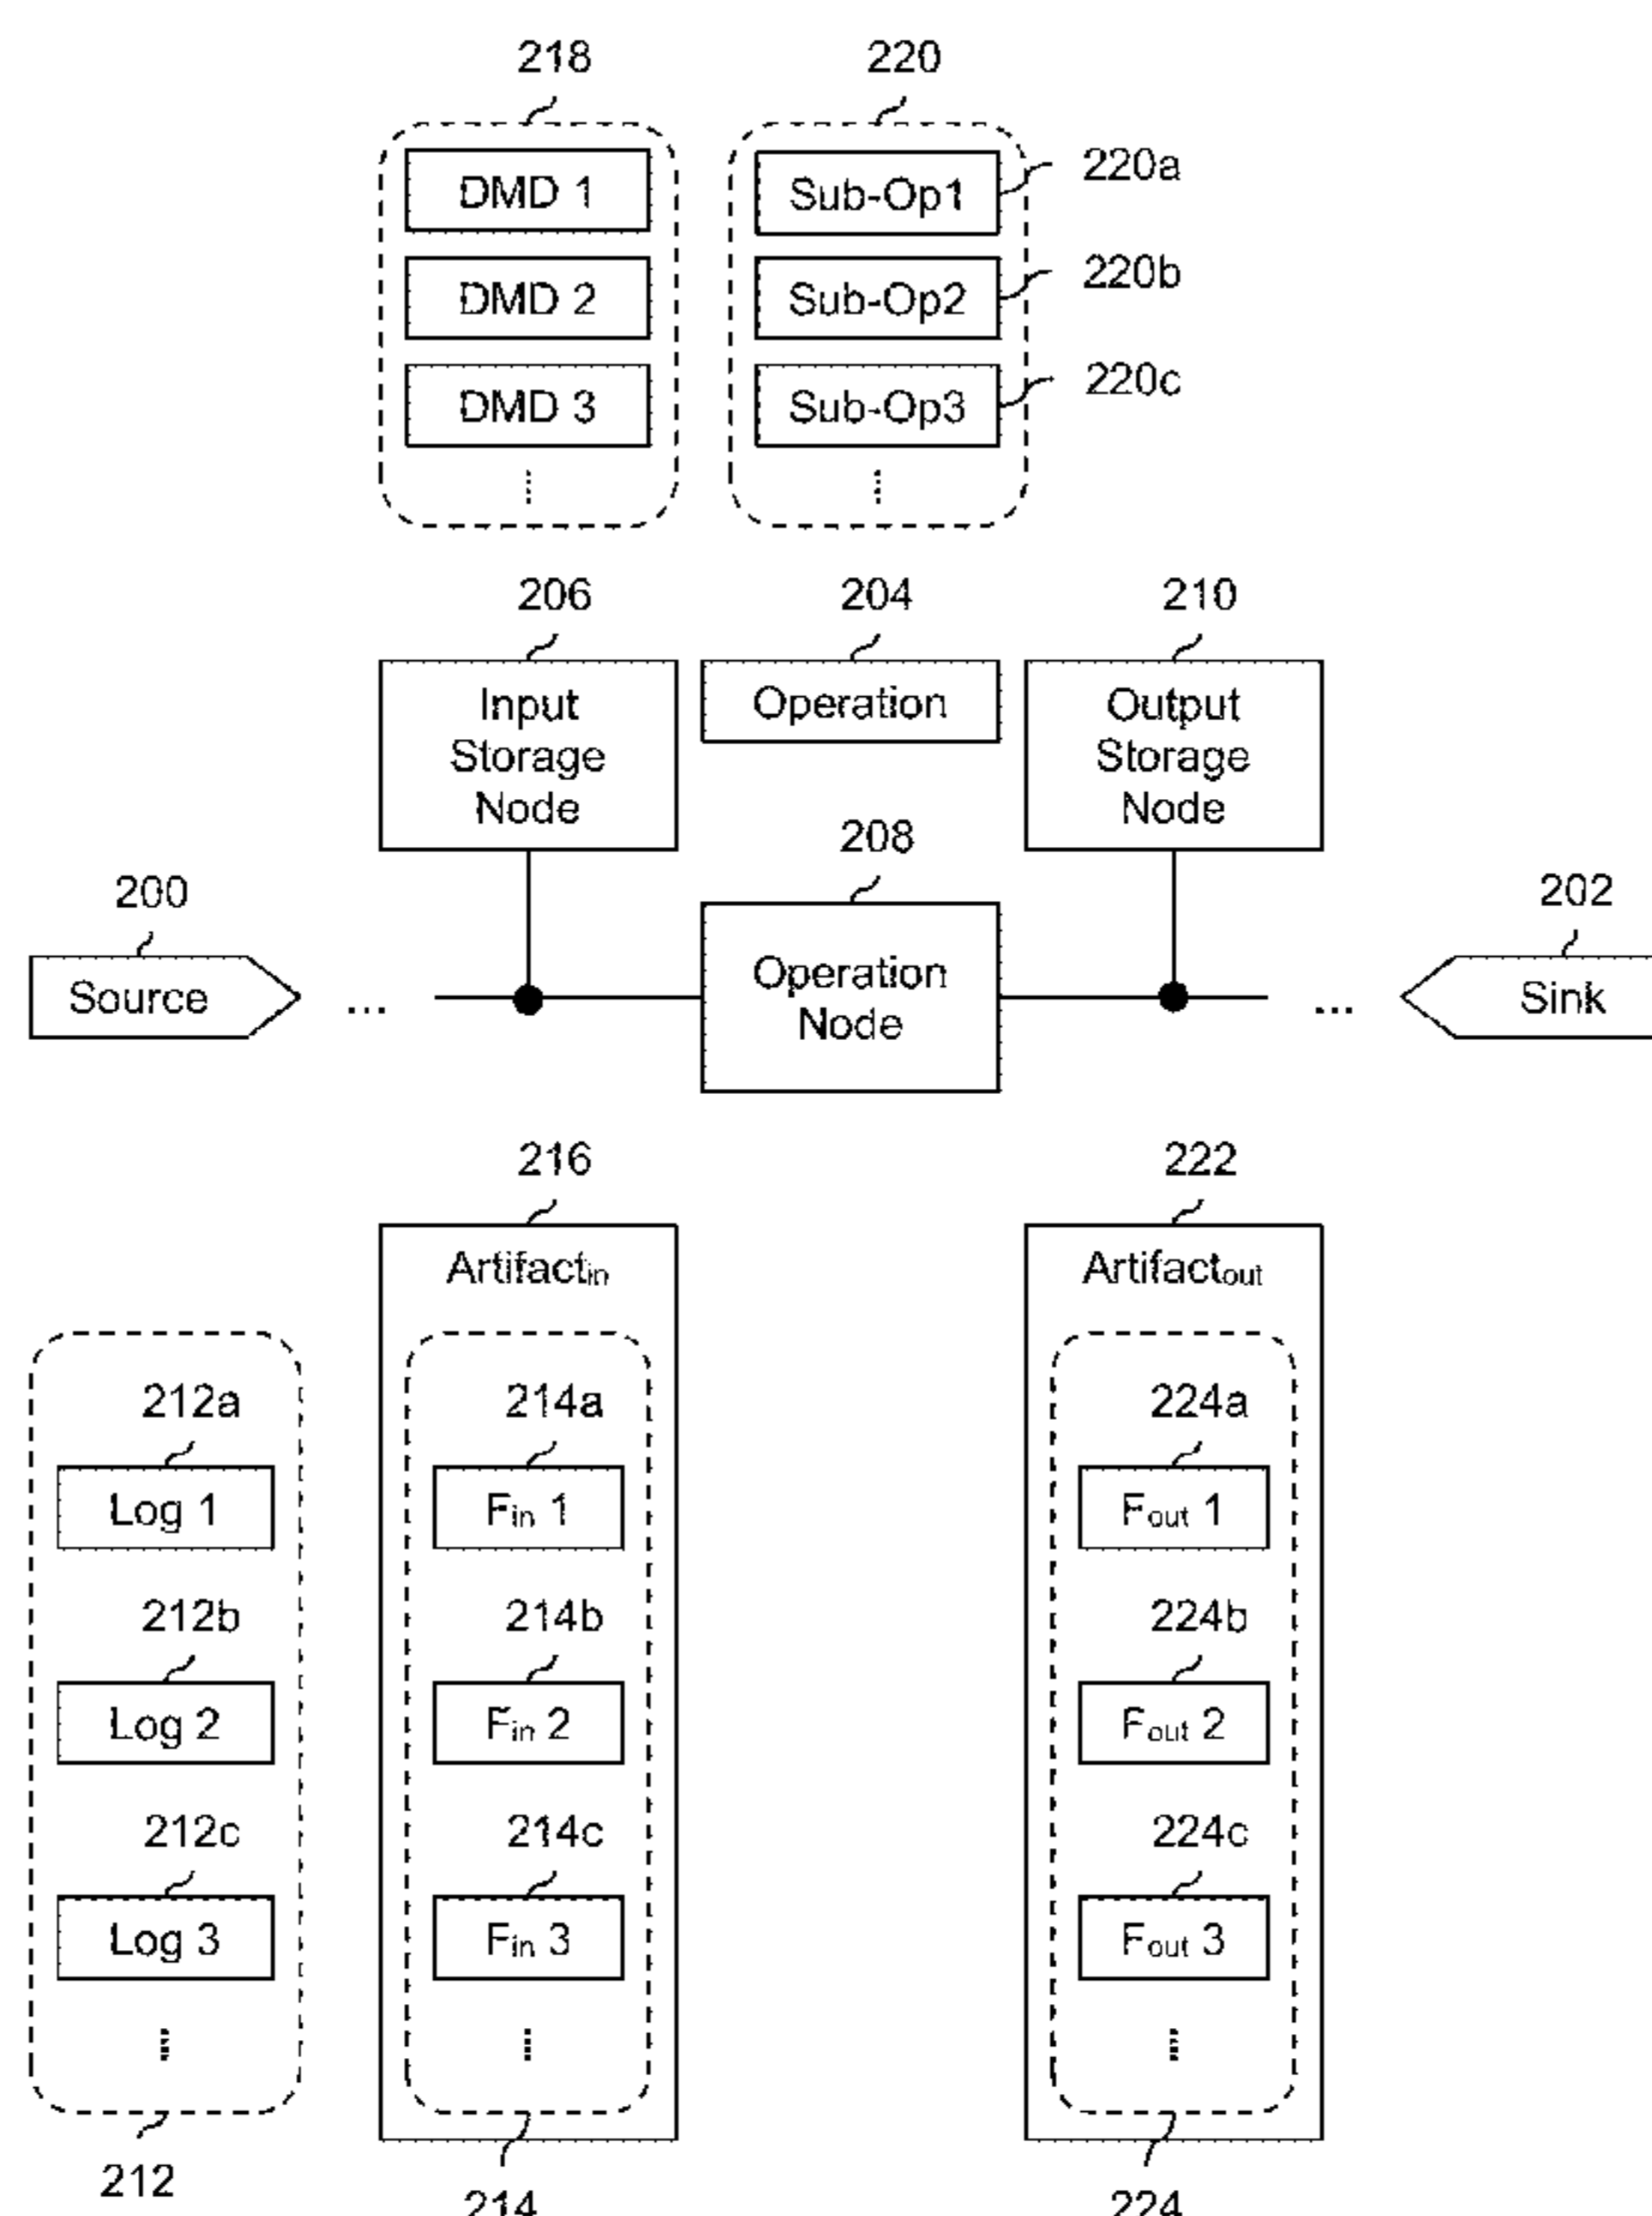 218
220
DMD 1
Sub-Op1
220a
DMD 2
Sub-Op2
220b
DMD 3
Sub-Op3
220c
206
204
210
Input
Storage
Node
Operation
Output
Storage
Node
208
200
202
Source
...
Operation
Node
...
Sink
216
222
Artifactin
Artifactout
212a
214a
224a
Log 1
Fin 1
Fout 1
212b
214b
224b
Log 2
Fin 2
Fout 2
212c
214c
224c
Log 3
Fin 3
Fout 3
212
214
224